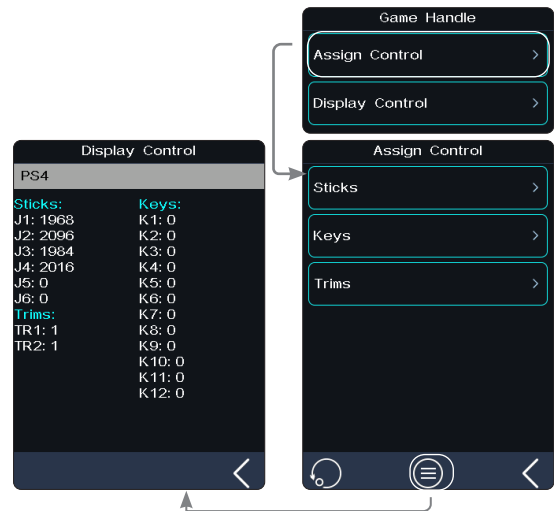 Game Handle
Assign Control
Display Control
Display Control
PS4
Sticks:
J1: 1968
J2: 2096
J3: 1984
J4: 2016
J5: 0
J6: 0
Trims:
TR1: 1
TR2: 1
Keys:
K1: 0
K2: 0
K3: 0
K4: 0
K5: 0
K6: 0
K7: 0
K8: 0
K9: 0
K10: 0
K11: 0
K12: 0
Assign Control
Sticks
Keys
Trims